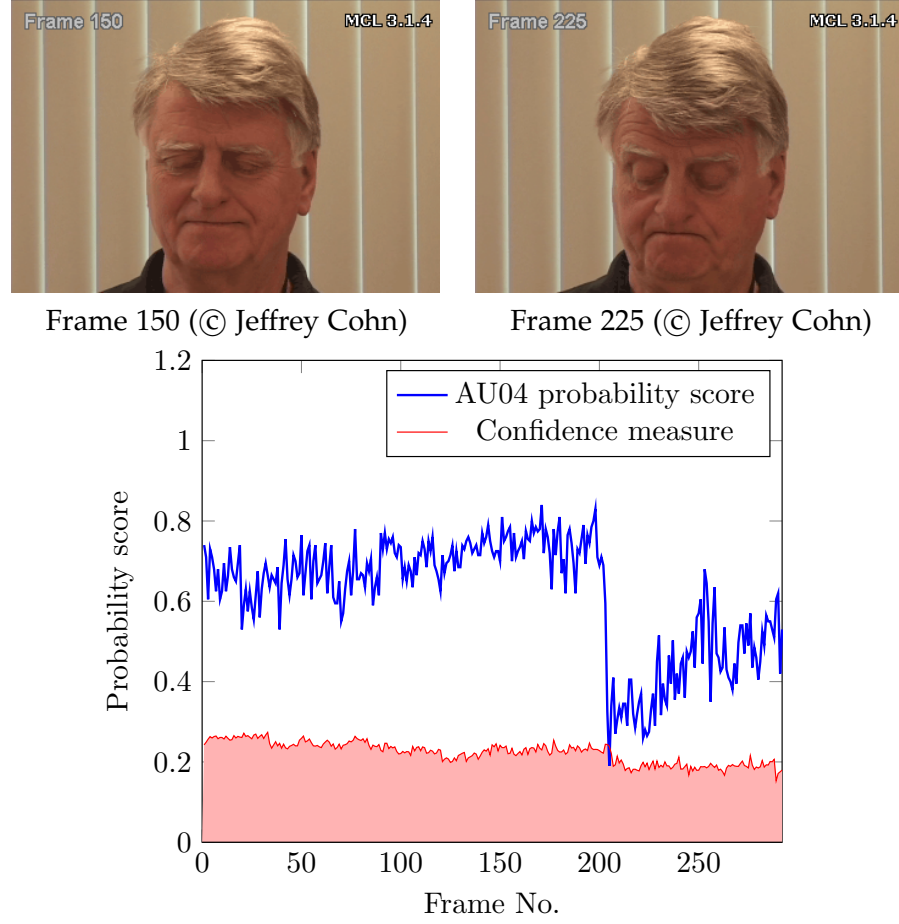 Frame 150
MGL 3.1.4
Frame 225
MGL 3.1.4
Frame 150 (© Jeffrey Cohn)
Frame 225 (© Jeffrey Cohn)
1.2
1
0.8
0.6
0.4
0.2
0
Probability score
AU04 probability score
Confidence measure
0 50 100 150 200 250
Frame No.